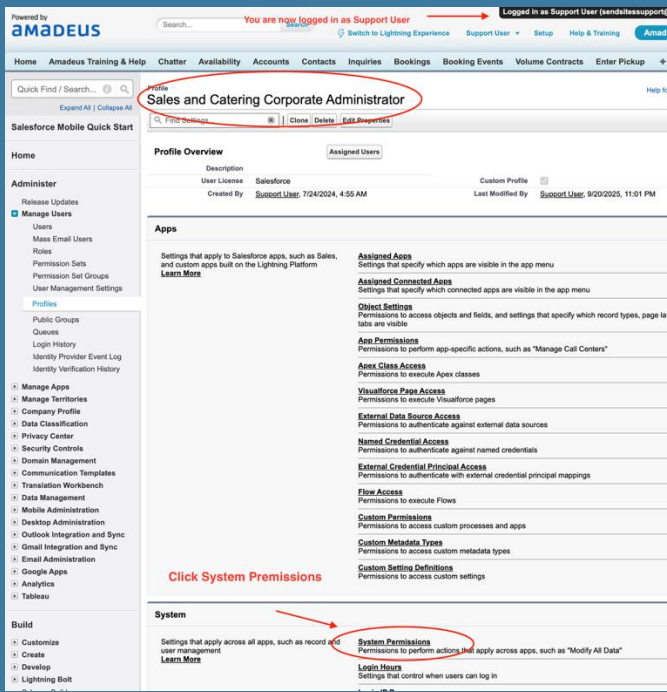 Powered by
amadeus
Search...
Search
You are now logged in as Support User
Logged in as Support User (sendsitessupport@
Switch to Lightning Experience
Support User
Setup
Help & Training
Amad
Home Amadeus Training & Help Chatter Availability Accounts Contacts Inquiries Bookings Booking Events Volume Contracts Enter Pickup +
Quick Find / Search...
Expand All | Collapse All
Salesforce Mobile Quick Start
Home
Administer
Release Updates
Manage Users
Users
Mass Email Users
Roles
Permission Sets
Permission Set Groups
User Management Settings
Profiles
Public Groups
Queues
Login History
Identity Provider Event Log
Identity Verification History
Manage Apps
Manage Territories
Company Profile
Data Classification
Privacy Center
Security Controls
Domain Management
Communication Templates
Translation Workbench
Data Management
Mobile Administration
Desktop Administration
Outlook Integration and Sync
Gmail Integration and Sync
Email Administration
Google Apps
Analytics
Tableau
Build
Customize
Create
Develop
Lightning Bolt
Profile
Sales and Catering Corporate Administrator
Help fo
Find Settings...
Clone Delete Edit Properties
Profile Overview
Assigned Users
Description
User License Salesforce
Custom Profile
Created By Support User, 7/24/2024, 4:55 AM
Last Modified By Support User, 9/20/2025, 11:01 PM
Apps
Settings that apply to Salesforce apps, such as Sales,
and custom apps built on the Lightning Platform
Learn More
Assigned Apps
Settings that specify which apps are visible in the app menu
Assigned Connected Apps
Settings that specify which connected apps are visible in the app menu
Object Settings
Permissions to access objects and fields, and settings that specify which record types, page la
tabs are visible
App Permissions
Permissions to perform app-specific actions, such as "Manage Call Centers"
Apex Class Access
Permissions to execute Apex classes
Visualforce Page Access
Permissions to execute Visualforce pages
External Data Source Access
Permissions to authenticate against external data sources
Named Credential Access
Permissions to authenticate against named credentials
External Credential Principal Access
Permissions to authenticate with external credential principal mappings
Flow Access
Permissions to execute Flows
Custom Permissions
Permissions to access custom processes and apps
Custom Metadata Types
Permissions to access custom metadata types
Custom Setting Definitions
Permissions to access custom settings
Click System Premissions
System
Settings that apply across all apps, such as record and
user management
Learn More
System Permissions
Permissions to perform actions that apply across apps, such as "Modify All Data"
Login Hours
Settings that control when users can log in